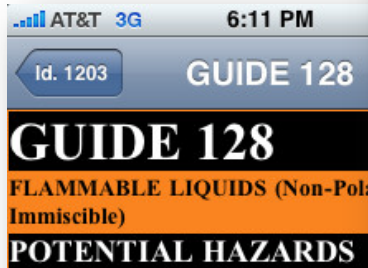 AT&T 3G 6:11 PM
Id. 1203 GUIDE 128
GUIDE 128
FLAMMABLE LIQUIDS (Non-Pola
Immiscible)
POTENTIAL HAZARDS